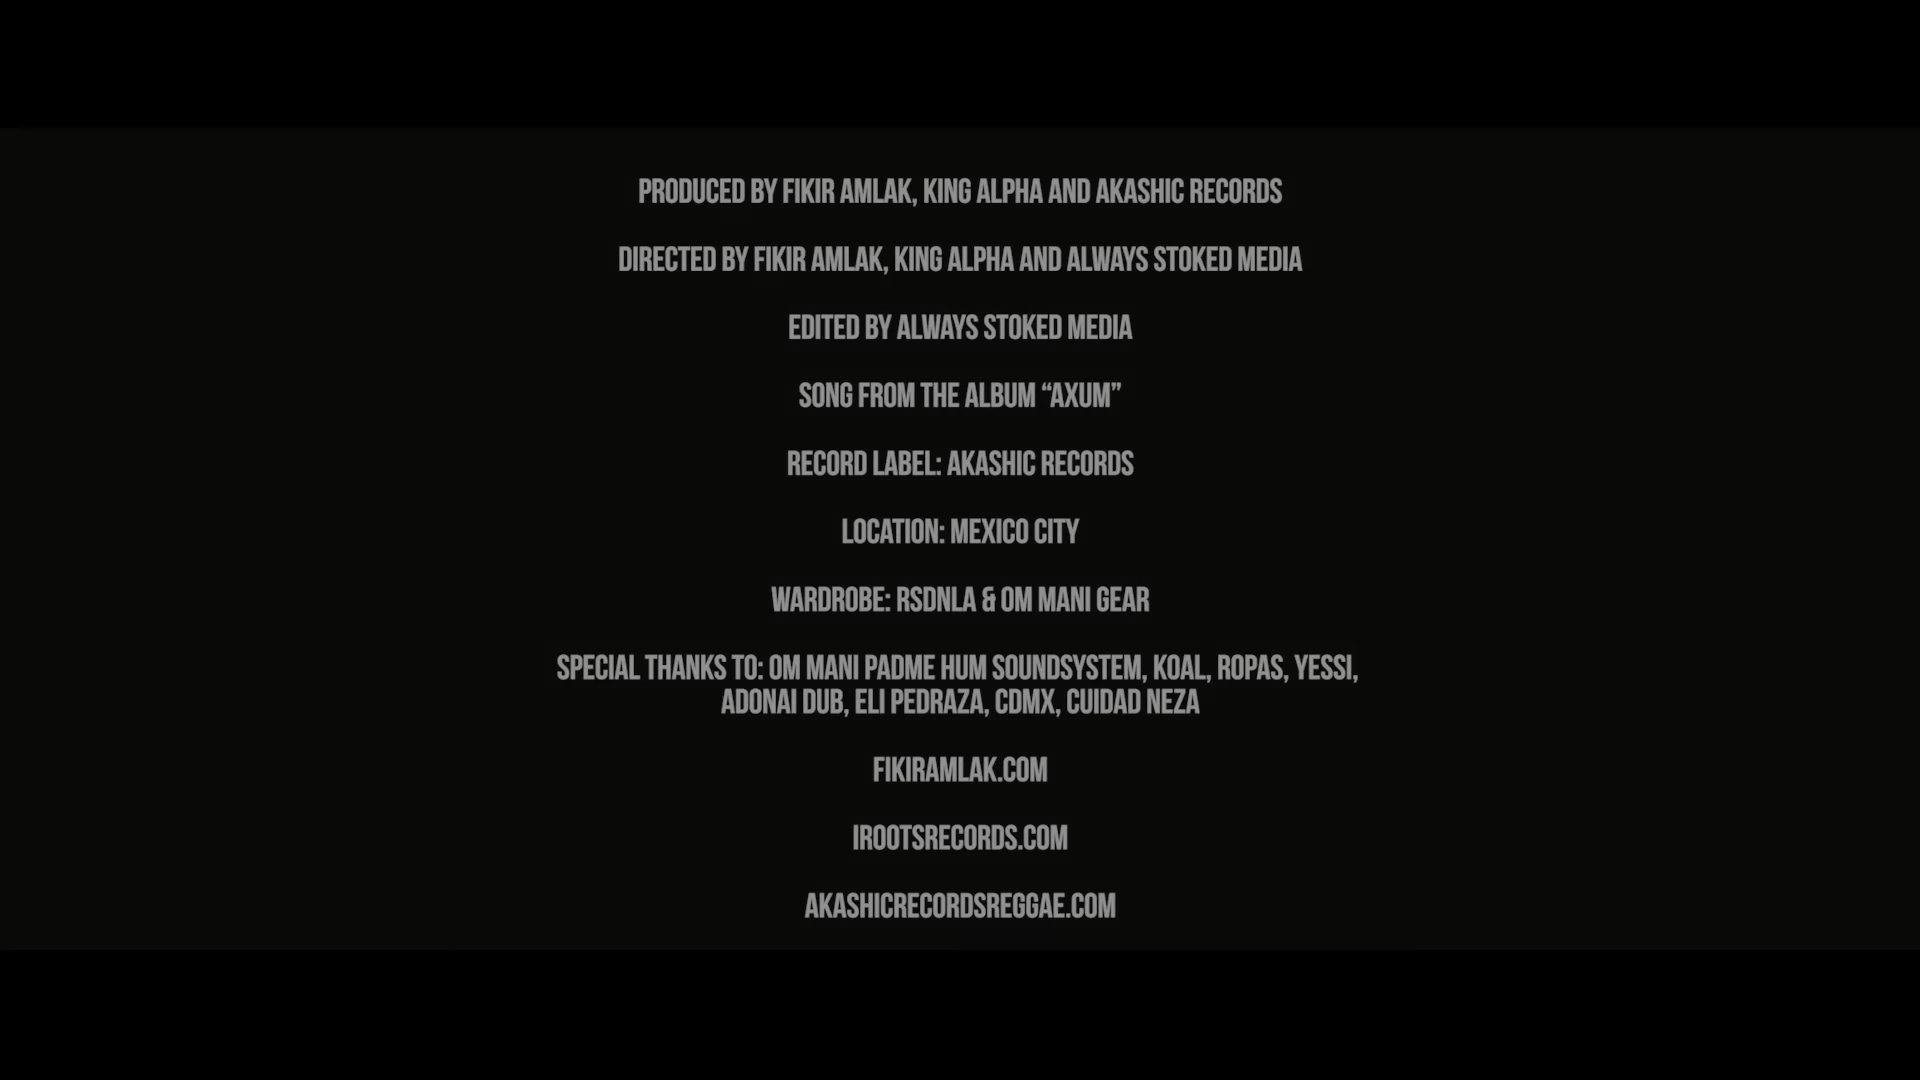 PRODUCED BY FIKIR AMLAK, KING ALPHA AND AKASHIC RECORDS
DIRECTED BY FIKIR AMLAK, KING ALPHA AND ALWAYS STOKED MEDIA
EDITED BY ALWAYS STOKED MEDIA
SONG FROM THE ALBUM “AXUM”
RECORD LABEL: AKASHIC RECORDS
LOCATION: MEXICO CITY
WARDROBE: RSDNLA & OM MANI GEAR
SPECIAL THANKS TO: OM MANI PADME HUM SOUNDSYSTEM, KOAL, ROPAS, YESSI,
ADONAI DUB, ELI PEDRAZA, CDMX, CUIDAD NEZA
FIKIRAMLAK.COM
IROOTSRECORDS.COM
AKASHICRECORDSREGGAE.COM